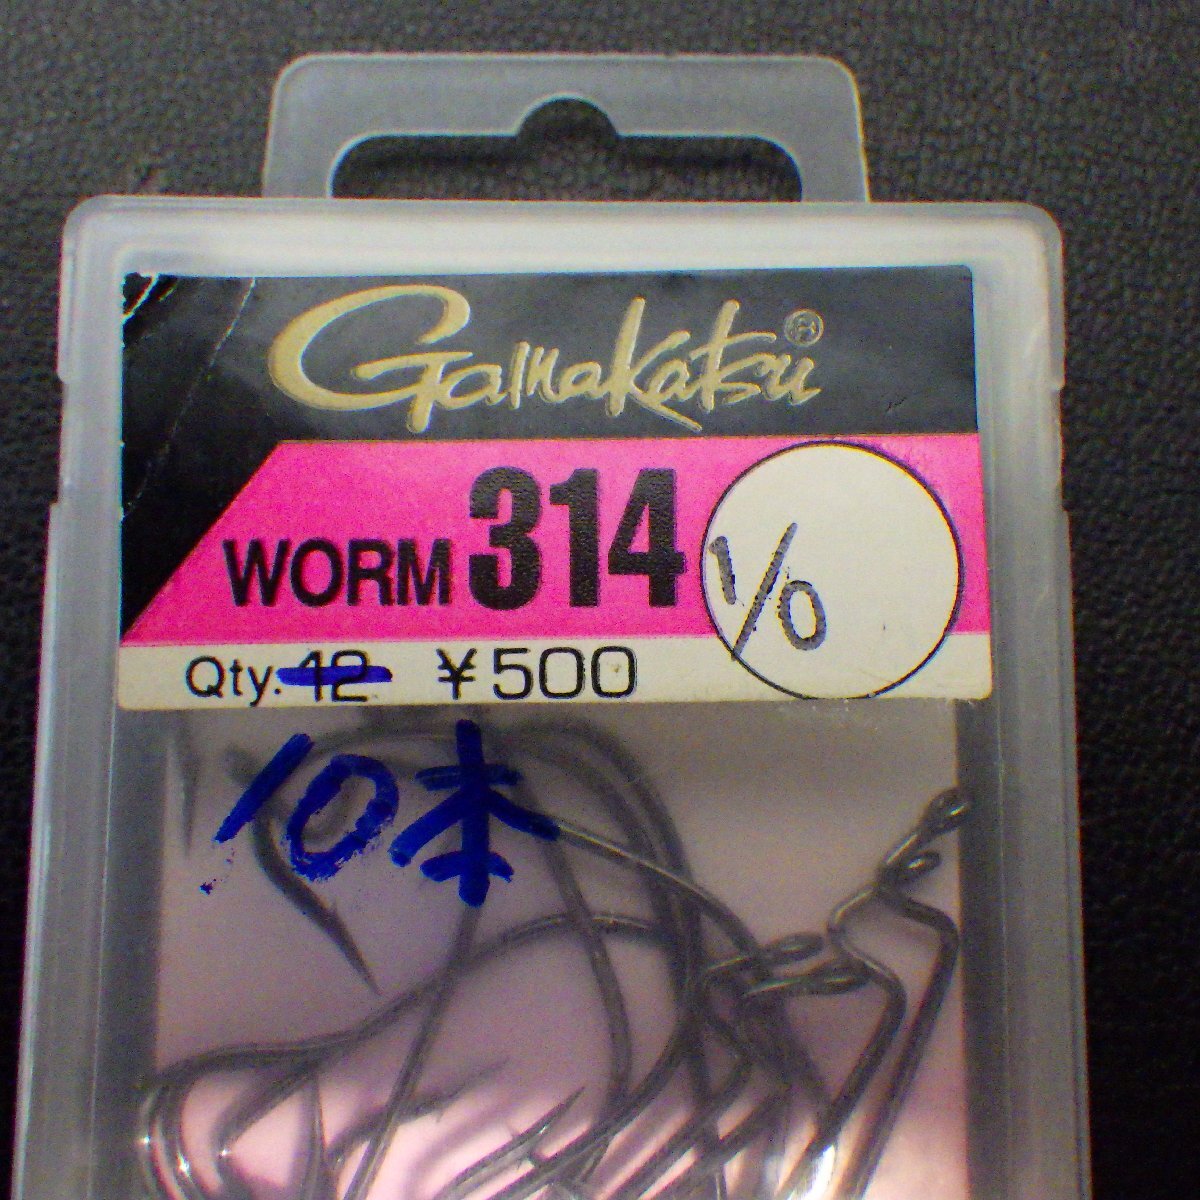 Gamakatsu®
WORM 314 1/0
Qty. 12 ¥500
10本